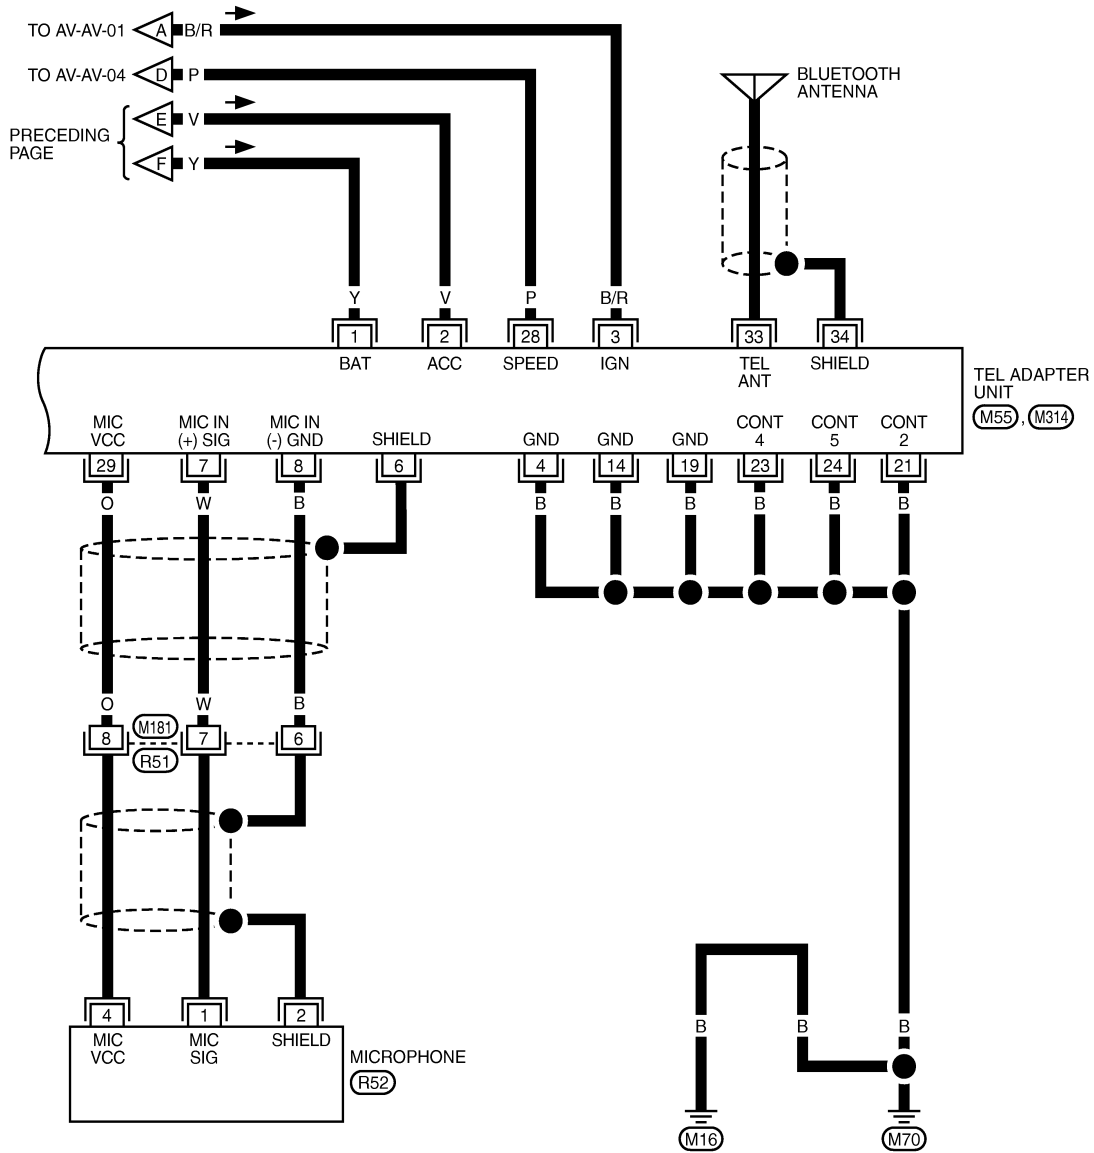 TO AV-AV-01 A B/R
TO AV-AV-04 D P
PRECEDING
PAGE
E V
F Y
BLUETOOTH
ANTENNA
Y V P B/R
1 2 28 3 33 34
BAT ACC SPEED IGN TEL
ANT SHIELD
TEL ADAPTER
UNIT
M55 , M314
MIC
VCC
MIC IN
(+) SIG
MIC IN
(-) GND
SHIELD
GND GND GND
CONT
4
CONT
5
CONT
2
29 7 8 6 4 14 19 23 24 21
O W B B B B B B B
O W B
M181
8 7 6
R51
4 1 2
MIC
VCC
MIC
SIG
SHIELD
MICROPHONE
R52
B B B
M16 M70